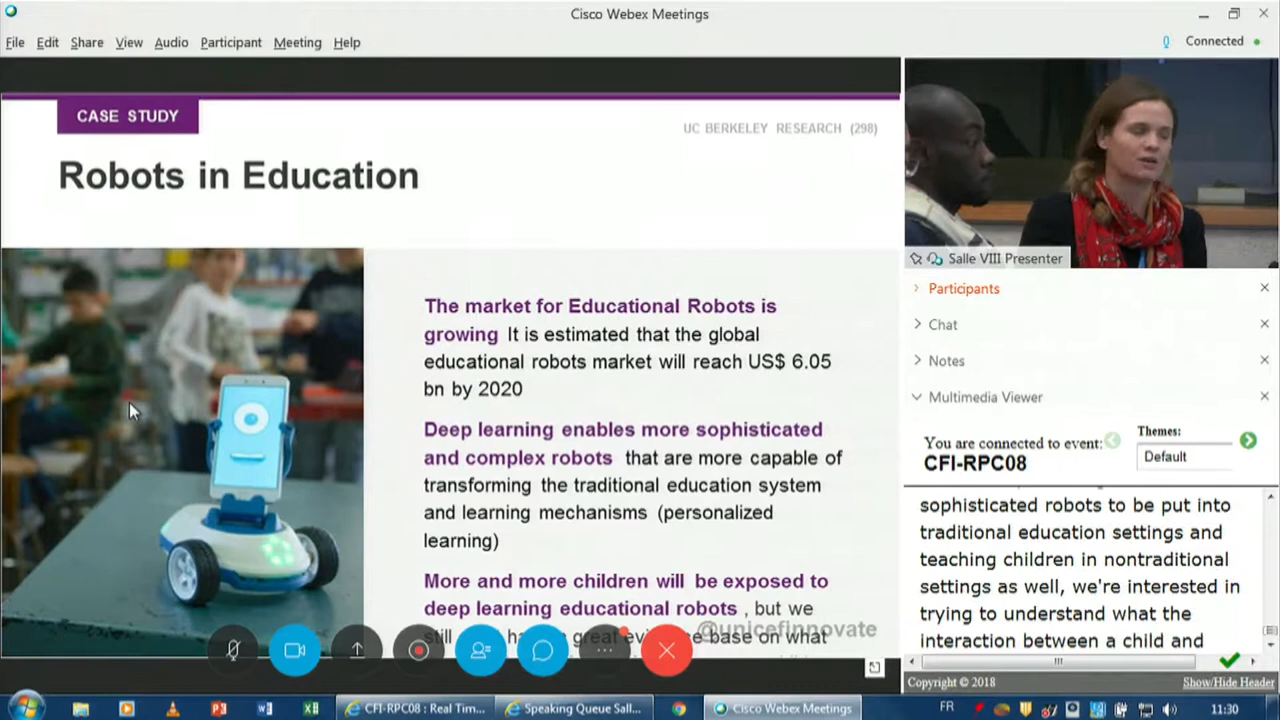 Cisco Webex Meetings
File Edit Share View Audio Participant Meeting Help
Connected
CASE STUDY
UC BERKELEY RESEARCH (298)
Robots in Education
The market for Educational Robots is
growing It is estimated that the global
educational robots market will reach US$ 6.05
bn by 2020
Deep learning enables more sophisticated
and complex robots that are more capable of
transforming the traditional education system
and learning mechanisms (personalized
learning)
More and more children will be exposed to
deep learning educational robots , but we
still
base on what
@unicefinnovate
Salle VIII Presenter
Participants
Chat
Notes
Multimedia Viewer
You are connected to event:
CFI-RPC08
Themes:
Default
sophisticated robots to be put into
traditional education settings and
teaching children in nontraditional
settings as well, we're interested in
trying to understand what the
interaction between a child and
Copyright © 2018
Show/Hide Header
CFI-RPC08 : Real Tim...
Speaking Queue Sall...
Cisco Webex Meetings
FR
11:30